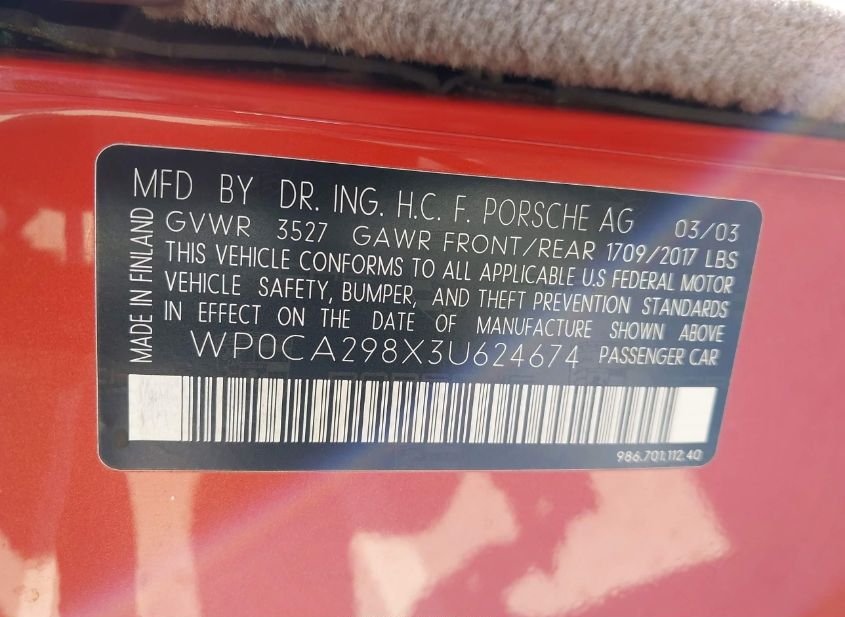 MFD BY DR. ING. H.C. F. PORSCHE AG 03/03
GVWR 3527 GAWR FRONT/REAR 1709/2017 LBS
THIS VEHICLE CONFORMS TO ALL APPLICABLE U.S FEDERAL MOTOR
VEHICLE SAFETY, BUMPER, AND THEFT PREVENTION STANDARDS
IN EFFECT ON THE DATE OF MANUFACTURE SHOWN ABOVE
WP0CA298X3U624674 PASSENGER CAR
MADE IN FINLAND
986.701.112.40